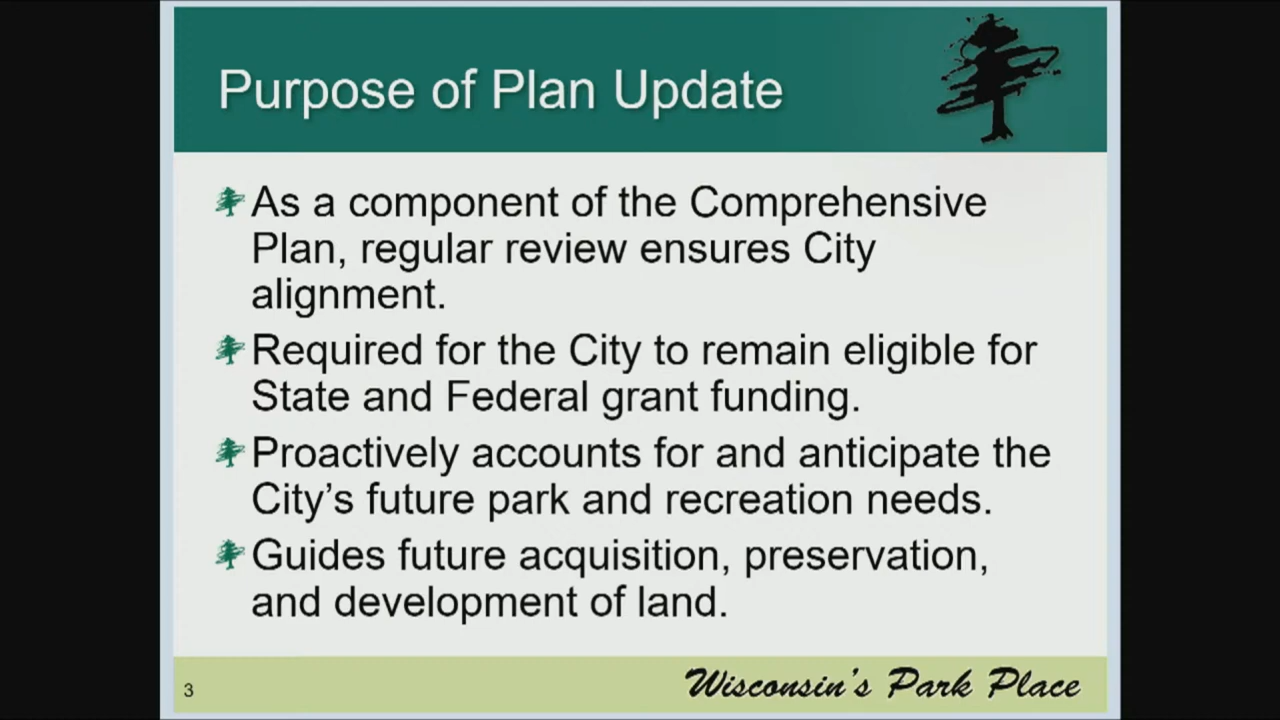 Purpose of Plan Update
As a component of the Comprehensive
Plan, regular review ensures City
alignment.
Required for the City to remain eligible for
State and Federal grant funding.
Proactively accounts for and anticipate the
City's future park and recreation needs.
Guides future acquisition, preservation,
and development of land.
3
Wisconsin's Park Place